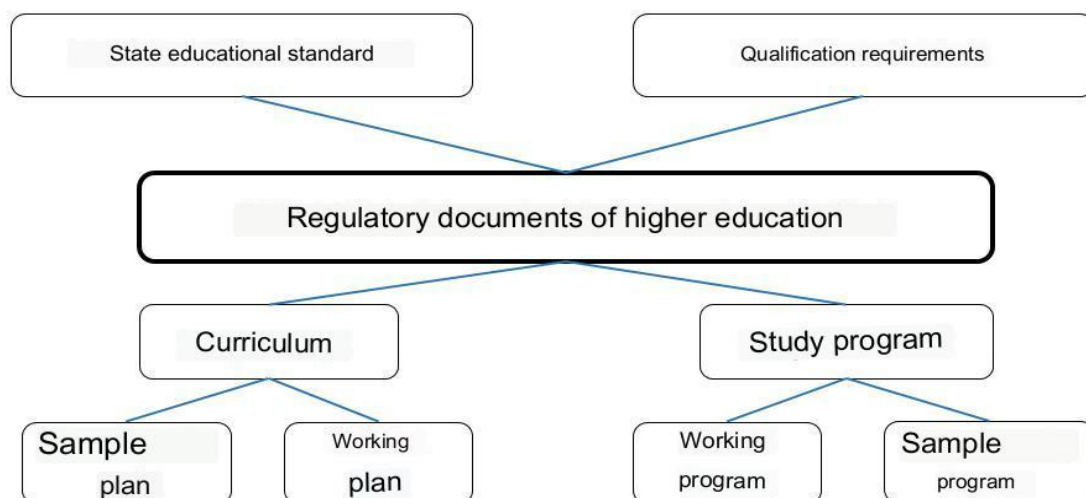 State educational standard
Qualification requirements
Regulatory documents of higher education
Curriculum
Study program
Sample
plan
Working
plan
Working
program
Sample
program